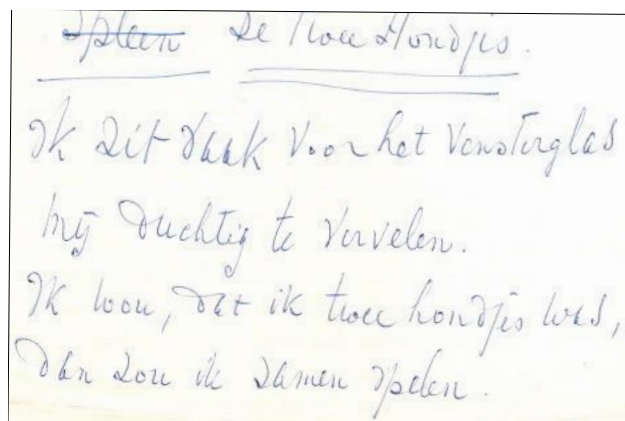 Spleen De twee Hondjes.
Ik zit vaak voor het vensterglas
mij duchtig te vervelen.
Ik wou, dat ik twee hondjes was,
dan zou ik samen spelen.